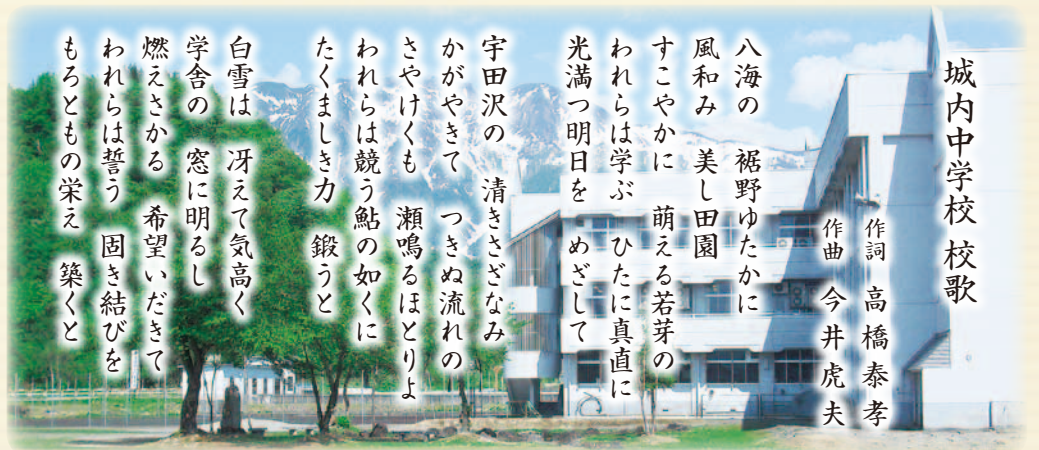 城内中学校 校歌
作詞 高橋泰孝
作曲 今井虎夫
八海の 裾野ゆたかに
風和み 美し田園
すこやかに 萌える若芽の
われらは学ぶ ひたに真直に
光満つ明日を めざして
宇田沢の 清きさざなみ
かがやきて つきぬ流れの
さやけくも 瀬鳴るほとりよ
われらは競う 鮎の如くに
たくましき力 鍛うと
白雪は 冴えて気高く
学舎の 窓に明るし
燃えさかる 希望いだきて
われらは誓う 固き結びを
もろともの栄え 築くと